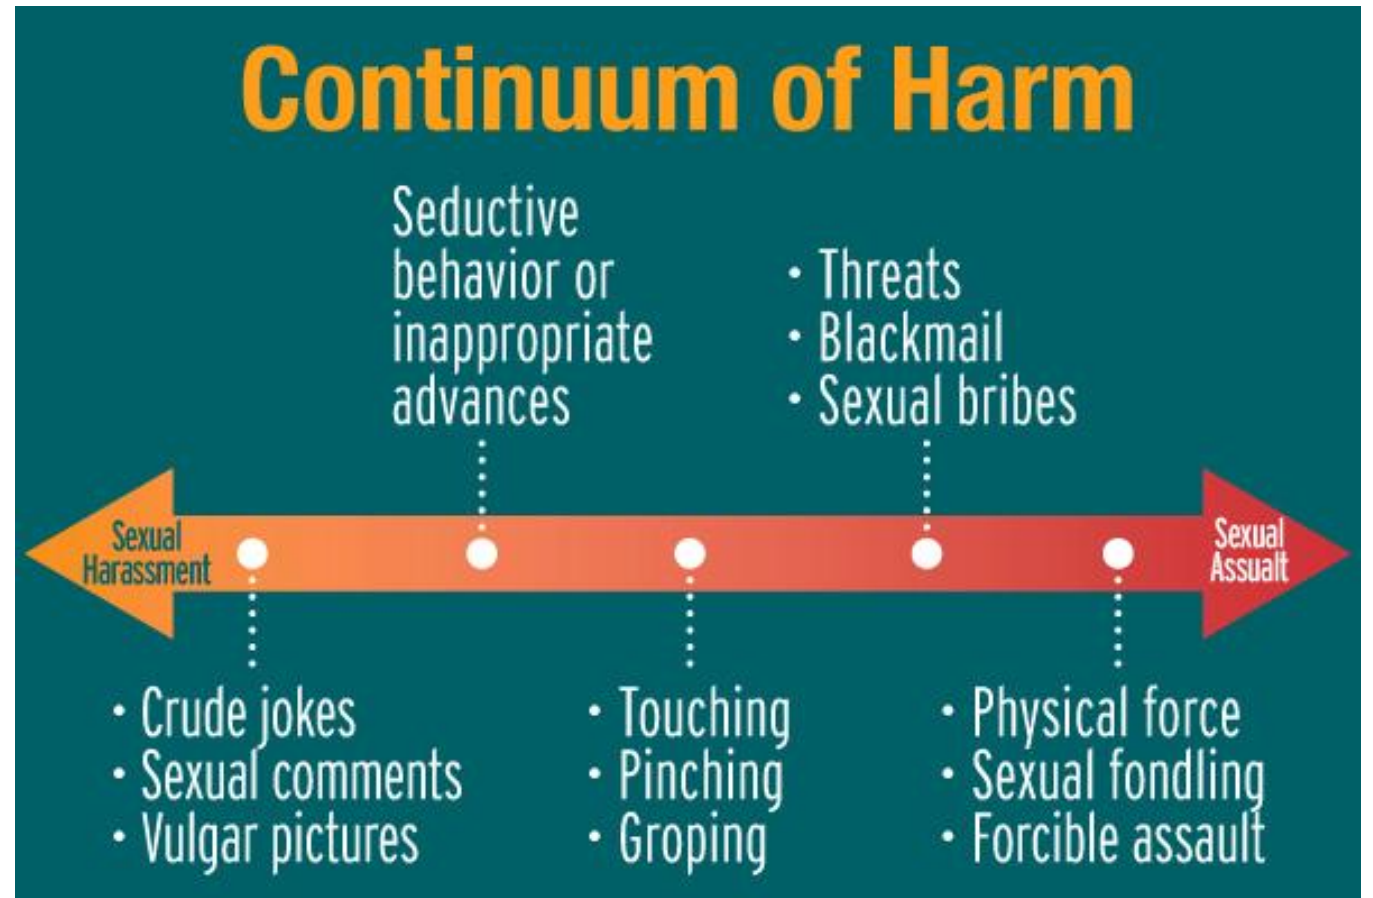 Continuum of Harm
Seductive
behavior or
inappropriate
advances
• Threats
• Blackmail
• Sexual bribes
Sexual
Harassment
Sexual
Assualt
• Crude jokes
• Sexual comments
• Vulgar pictures
• Touching
• Pinching
• Groping
• Physical force
• Sexual fondling
• Forcible assault